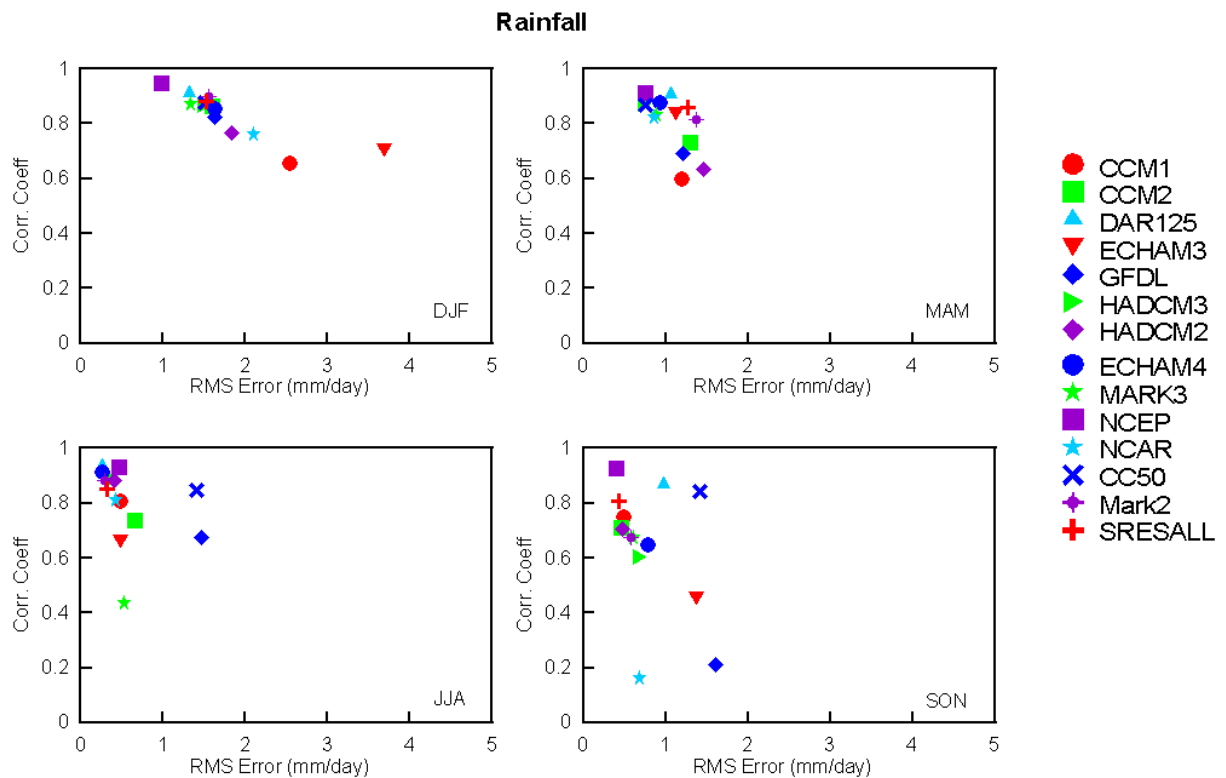 Rainfall
1
0.8
0.6
0.4
0.2
0
Corr. Coeff
0 1 2 3 4 5
RMS Error (mm/day)
DJF
1
0.8
0.6
0.4
0.2
0
Corr. Coeff
0 1 2 3 4 5
RMS Error (mm/day)
MAM
1
0.8
0.6
0.4
0.2
0
Corr. Coeff
0 1 2 3 4 5
RMS Error (mm/day)
JJA
1
0.8
0.6
0.4
0.2
0
Corr. Coeff
0 1 2 3 4 5
RMS Error (mm/day)
SON
CCM1
CCM2
DAR125
ECHAM3
GFDL
HADCM3
HADCM2
ECHAM4
MARK3
NCEP
NCAR
CC50
Mark2
SRESALL